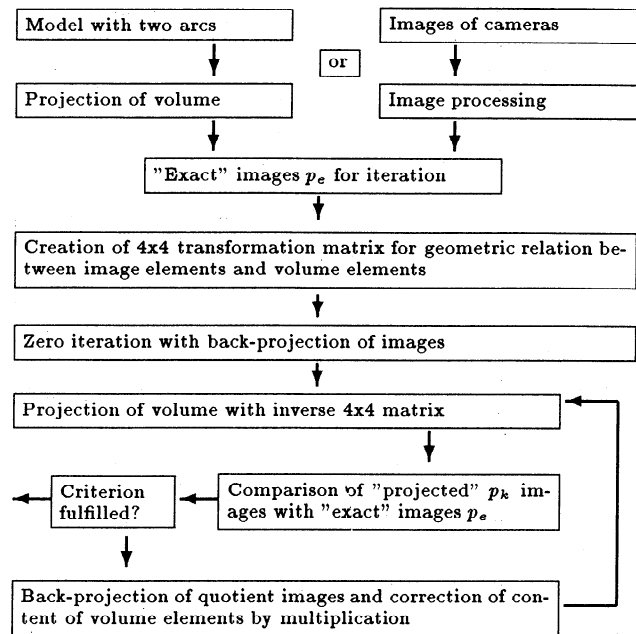 Model with two arcs
Images of cameras
or
Projection of volume
Image processing
"Exact" images pₑ for iteration
Creation of 4x4 transformation matrix for geometric relation be-
tween image elements and volume elements
Zero iteration with back-projection of images
Projection of volume with inverse 4x4 matrix
Criterion
fulfilled?
Comparison of "projected" pₖ im-
ages with "exact" images pₑ
Back-projection of quotient images and correction of con-
tent of volume elements by multiplication